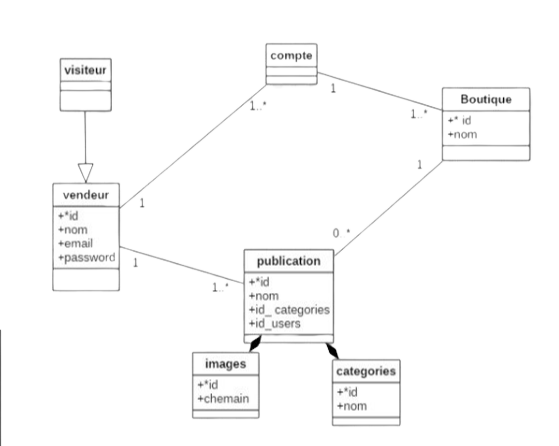 visiteur
compte
1
1..*
1..*
Boutique
+* id
+nom
1
vendeur
+*id
+nom
+email
+password
1
1
0 *
1..*
publication
+*id
+nom
+id_ categories
+id_users
images
+*id
+chemain
categories
+*id
+nom